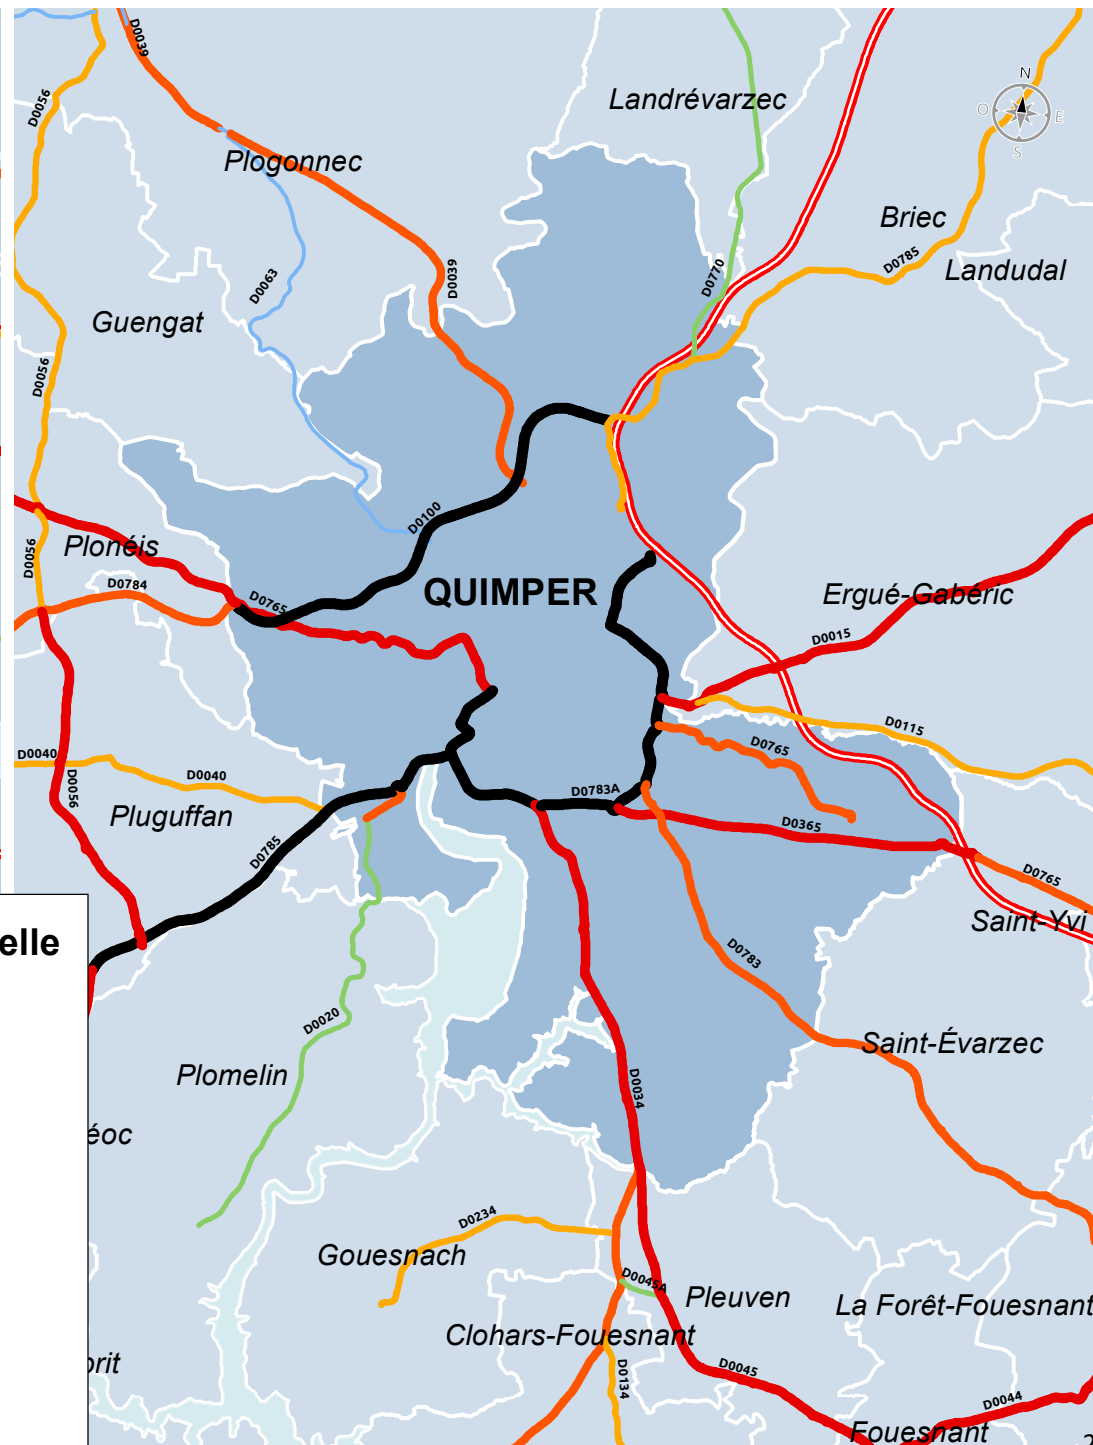 D0039
D0056
Landrévarzec
N
O
E
S
Plogonnec
Briec
D0785
Landudal
D0770
D0039
D0063
Guengat
D0056
D0100
Plonéis
D0056
D0784
D0765
QUIMPER
Ergué-Gabéric
D0015
D0115
D0765
D0040
D0040
D0056
D0783A
Pluguffan
D0365
D0785
D0765
elle
Saint-Yvi
D0783
D0020
Saint-Évarzec
Plomelin
D0034
éoc
D0234
Gouesnach
D0045A
Pleuven
La Forêt-Fouesnant
Clohars-Fouesnant
orit
D0045
D0134
D0044
Fouesnant